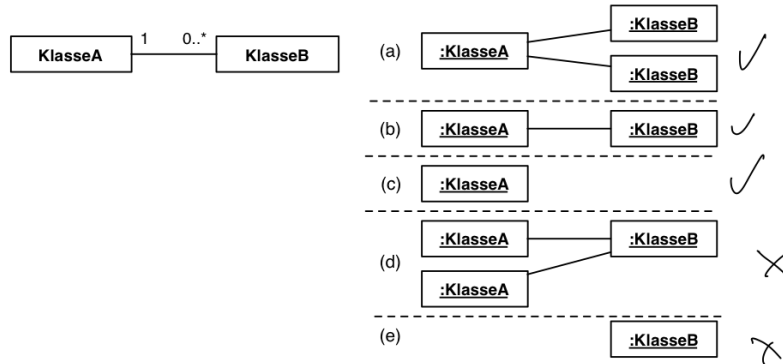 KlasseA 1 0..* KlasseB
(a) :KlasseA :KlasseB
:KlasseB
(b) :KlasseA :KlasseB
(c) :KlasseA
(d) :KlasseA :KlasseB
:KlasseA
(e) :KlasseB